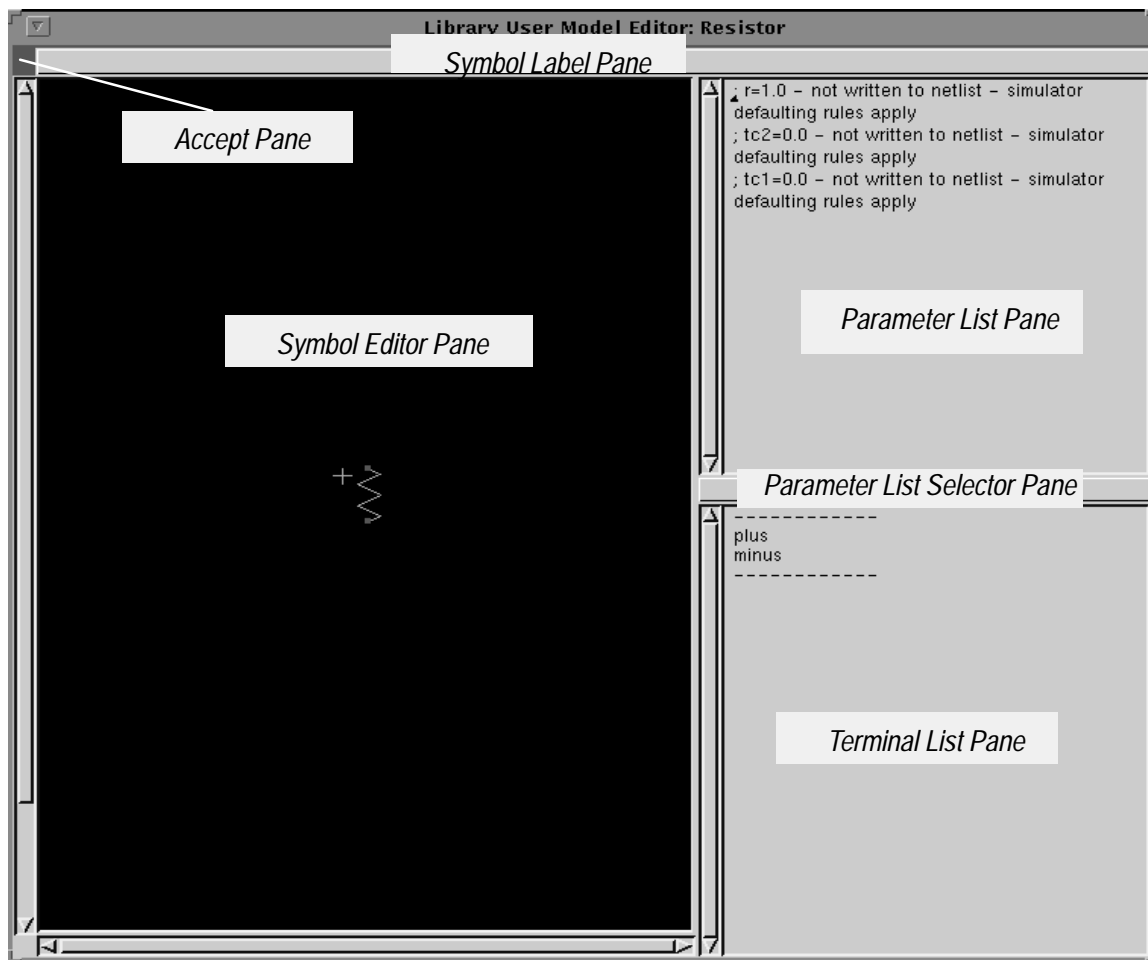 Library User Model Editor: Resistor
Symbol Label Pane
Accept Pane
; r=1.0 – not written to netlist – simulator
defaulting rules apply
; tc2=0.0 – not written to netlist – simulator
defaulting rules apply
; tc1=0.0 – not written to netlist – simulator
defaulting rules apply
Symbol Editor Pane
Parameter List Pane
Parameter List Selector Pane
------------
plus
minus
------------
Terminal List Pane